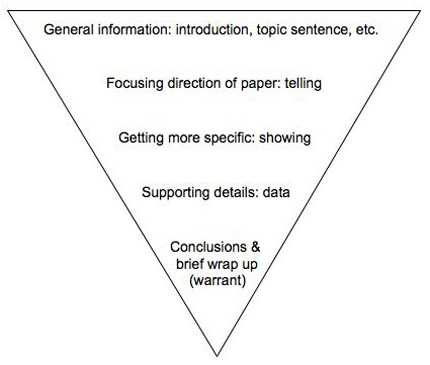 General information: introduction, topic sentence, etc.
Focusing direction of paper: telling
Getting more specific: showing
Supporting details: data
Conclusions &
brief wrap up
(warrant)